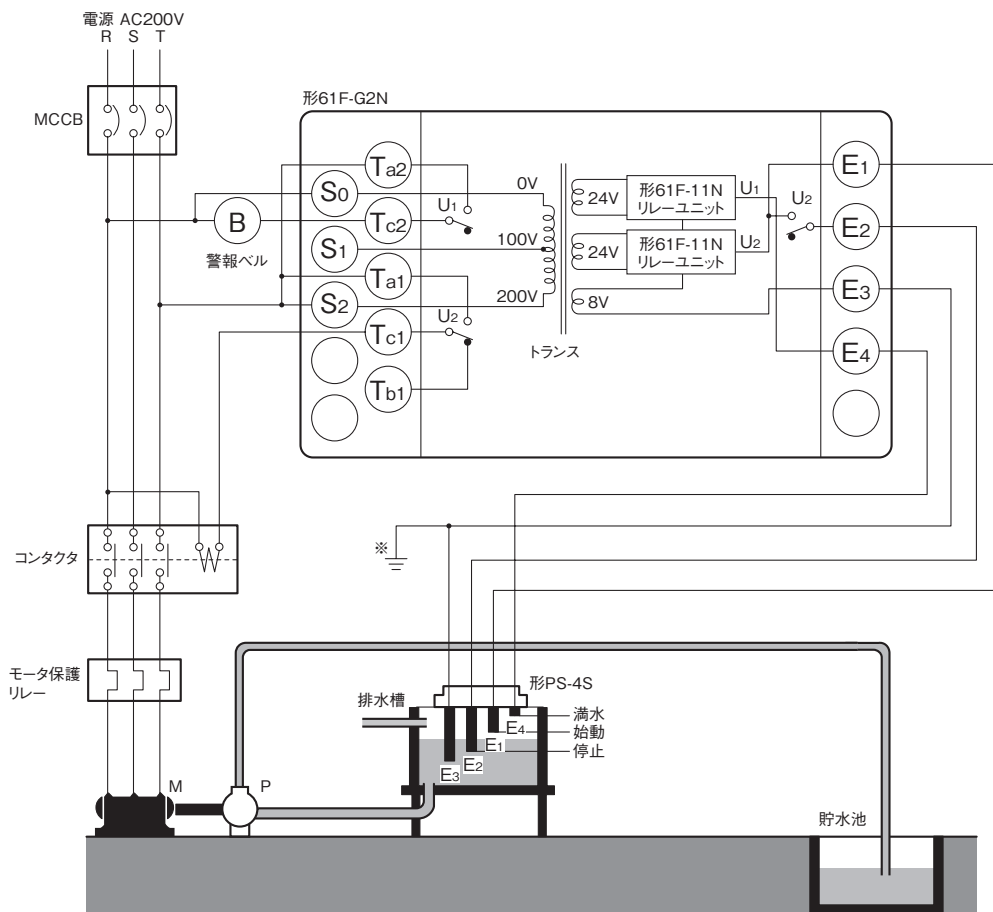 電源 AC200V
R S T
MCCB
形61F-G2N
Ta2
S0
B
警報ベル
Tc2
U1
S1
Ta1
S2
U2
Tc1
Tb1
0V
100V
200V
トランス
24V
形61F-11N
リレーユニット
U1
24V
形61F-11N
リレーユニット
U2
8V
U2
E1
E2
E3
E4
コンタクタ
※
モータ保護
リレー
形PS-4S
排水槽
満水
始動
停止
E4
E1
E2
E3
M
P
貯水池